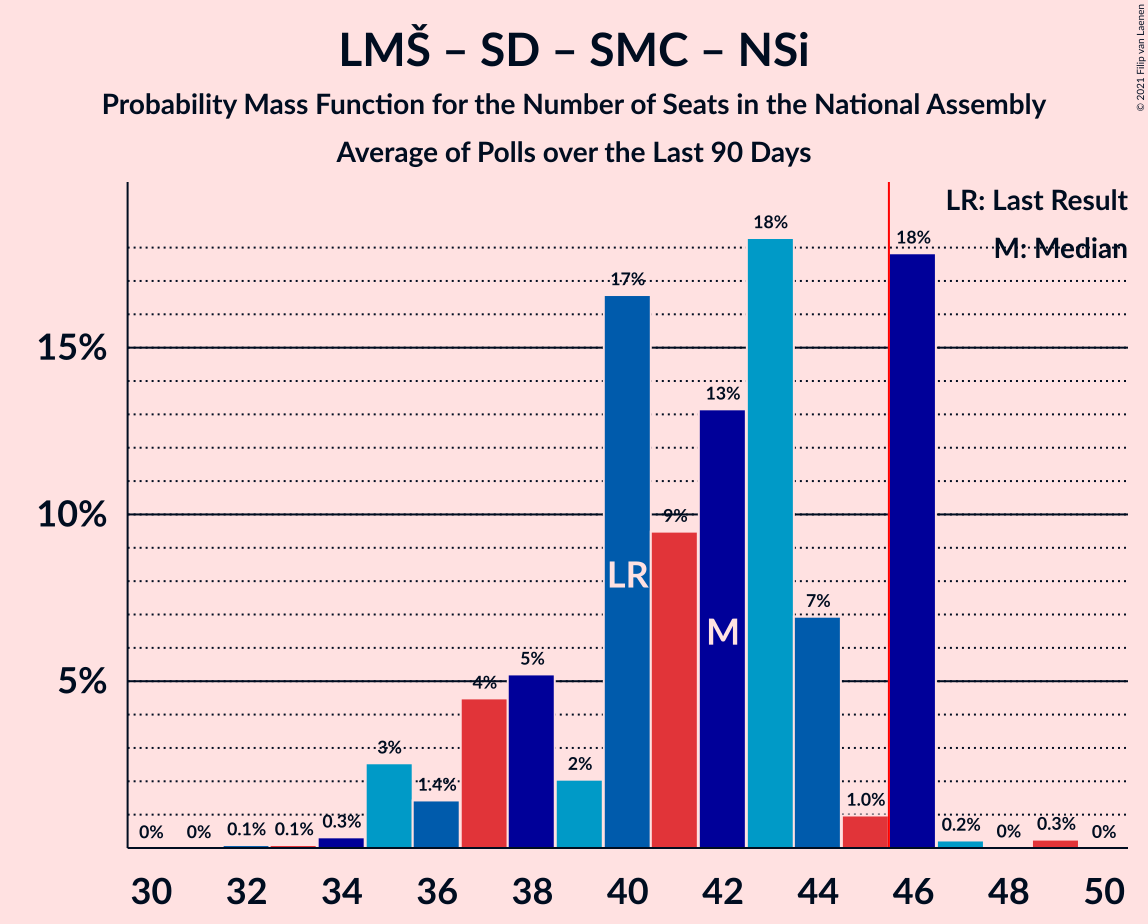 LMŠ – SD – SMC – NSi
Probability Mass Function for the Number of Seats in the National Assembly
Average of Polls over the Last 90 Days
© 2021 Filip van Laenen
LR: Last Result
M: Median
15%
10%
5%
0%
0%
0.1%
0.1%
0.3%
3%
1.4%
4%
5%
2%
17%
9%
13%
18%
7%
1.0%
18%
0.2%
0%
0.3%
0%
LR
M
30 32 34 36 38 40 42 44 46 48 50